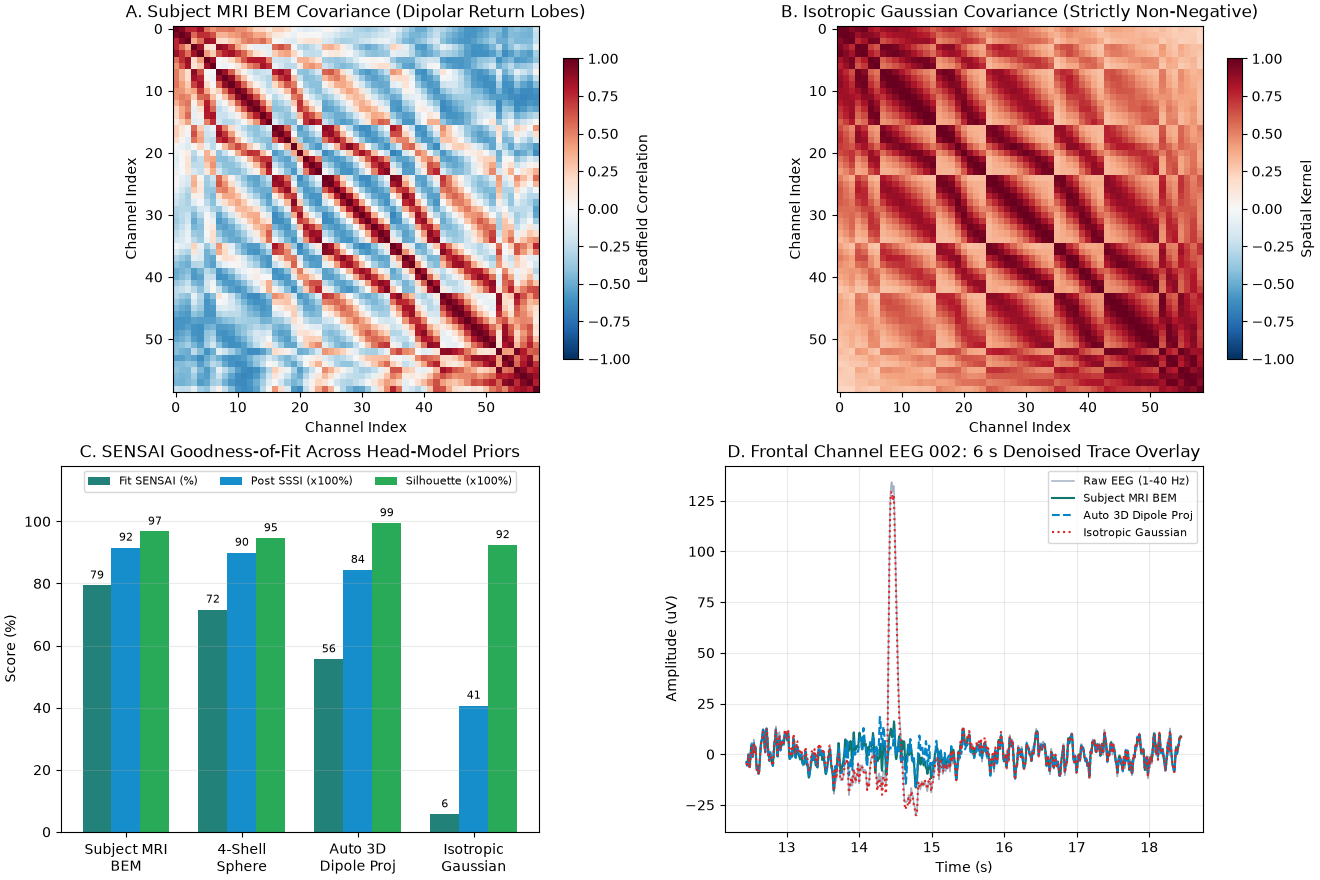 A. Subject MRI BEM Covariance (Dipolar Return Lobes)
0
10
20
30
40
50
Channel Index
0 10 20 30 40 50
Channel Index
1.00
0.75
0.50
0.25
0.00
−0.25
−0.50
−0.75
−1.00
Leadfield Correlation
B. Isotropic Gaussian Covariance (Strictly Non-Negative)
0
10
20
30
40
50
Channel Index
0 10 20 30 40 50
Channel Index
1.00
0.75
0.50
0.25
0.00
−0.25
−0.50
−0.75
−1.00
Spatial Kernel
C. SENSAI Goodness-of-Fit Across Head-Model Priors
Fit SENSAI (%) Post SSSI (x100%) Silhouette (x100%)
100
80
60
40
20
0
Score (%)
79 92 97
72 90 95
56 84 99
6 41 92
Subject MRI
BEM
4-Shell
Sphere
Auto 3D
Dipole Proj
Isotropic
Gaussian
D. Frontal Channel EEG 002: 6 s Denoised Trace Overlay
Raw EEG (1-40 Hz)
Subject MRI BEM
Auto 3D Dipole Proj
Isotropic Gaussian
125
100
75
50
25
0
−25
Amplitude (uV)
13 14 15 16 17 18
Time (s)